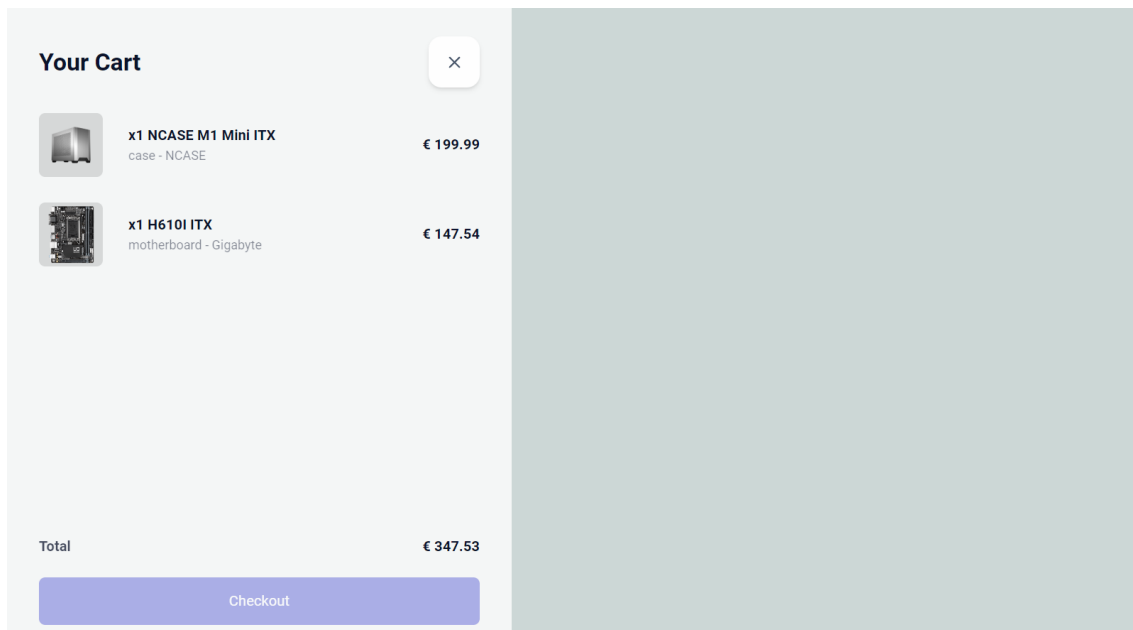 Your Cart
x1 NCASE M1 Mini ITX
case - NCASE
€ 199.99
x1 H610I ITX
motherboard - Gigabyte
€ 147.54
Total
€ 347.53
Checkout